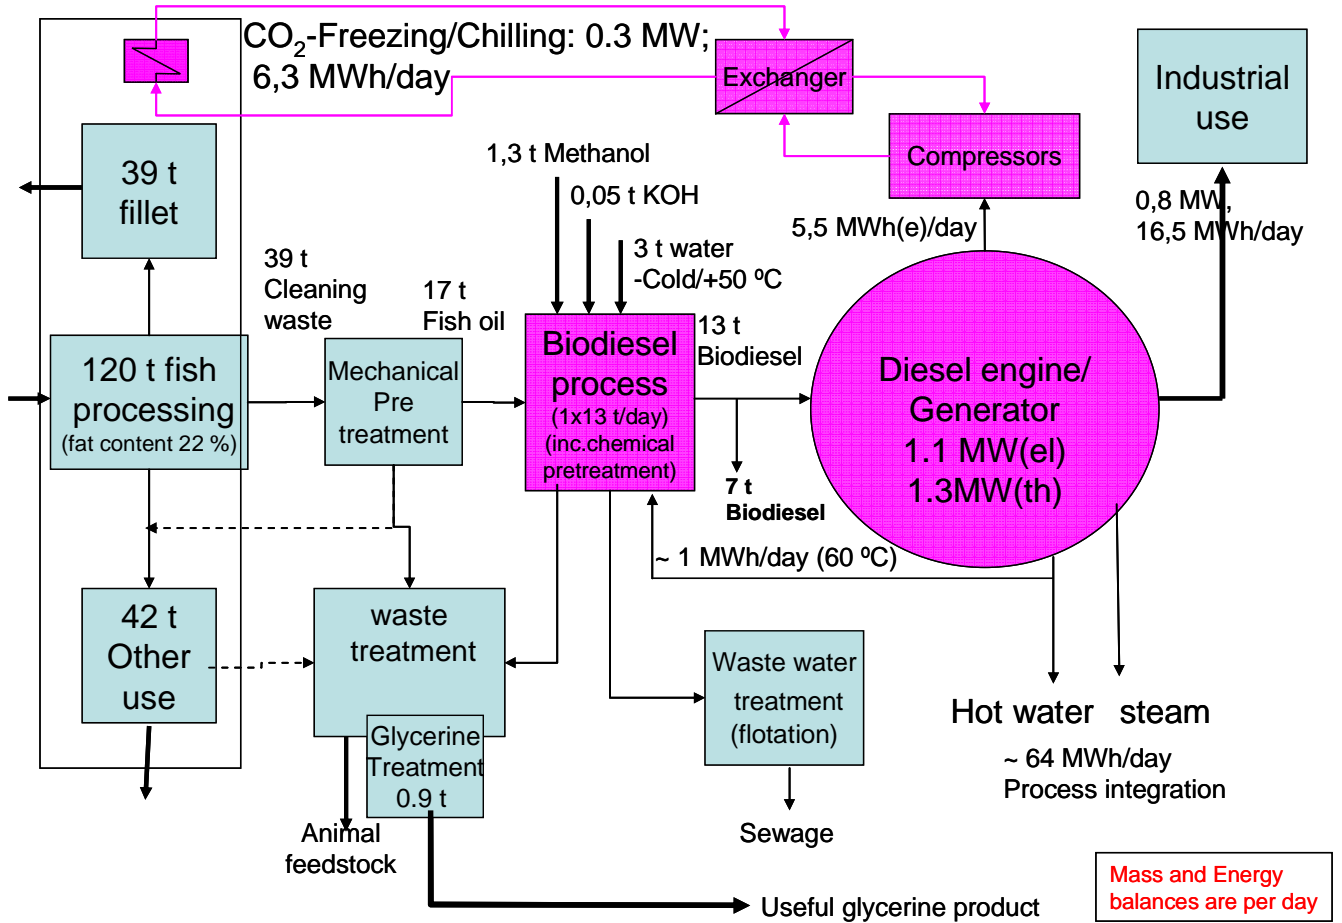 CO2-Freezing/Chilling: 0.3 MW;
6,3 MWh/day
Exchanger
Compressors
Industrial
use
39 t
fillet
1,3 t Methanol
0,05 t KOH
3 t water
-Cold/+50 ºC
5,5 MWh(e)/day
0,8 MW,
16,5 MWh/day
39 t
Cleaning
waste
17 t
Fish oil
120 t fish
processing
(fat content 22 %)
Mechanical
Pre
treatment
Biodiesel
process
(1x13 t/day)
(inc.chemical
pretreatment)
13 t
Biodiesel
7 t
Biodiesel
Diesel engine/
Generator
1.1 MW(el)
1.3MW(th)
~ 1 MWh/day (60 ºC)
42 t
Other
use
waste
treatment
Glycerine
Treatment
0.9 t
Waste water
treatment
(flotation)
Hot water steam
~ 64 MWh/day
Process integration
Animal
feedstock
Sewage
Useful glycerine product
Mass and Energy
balances are per day